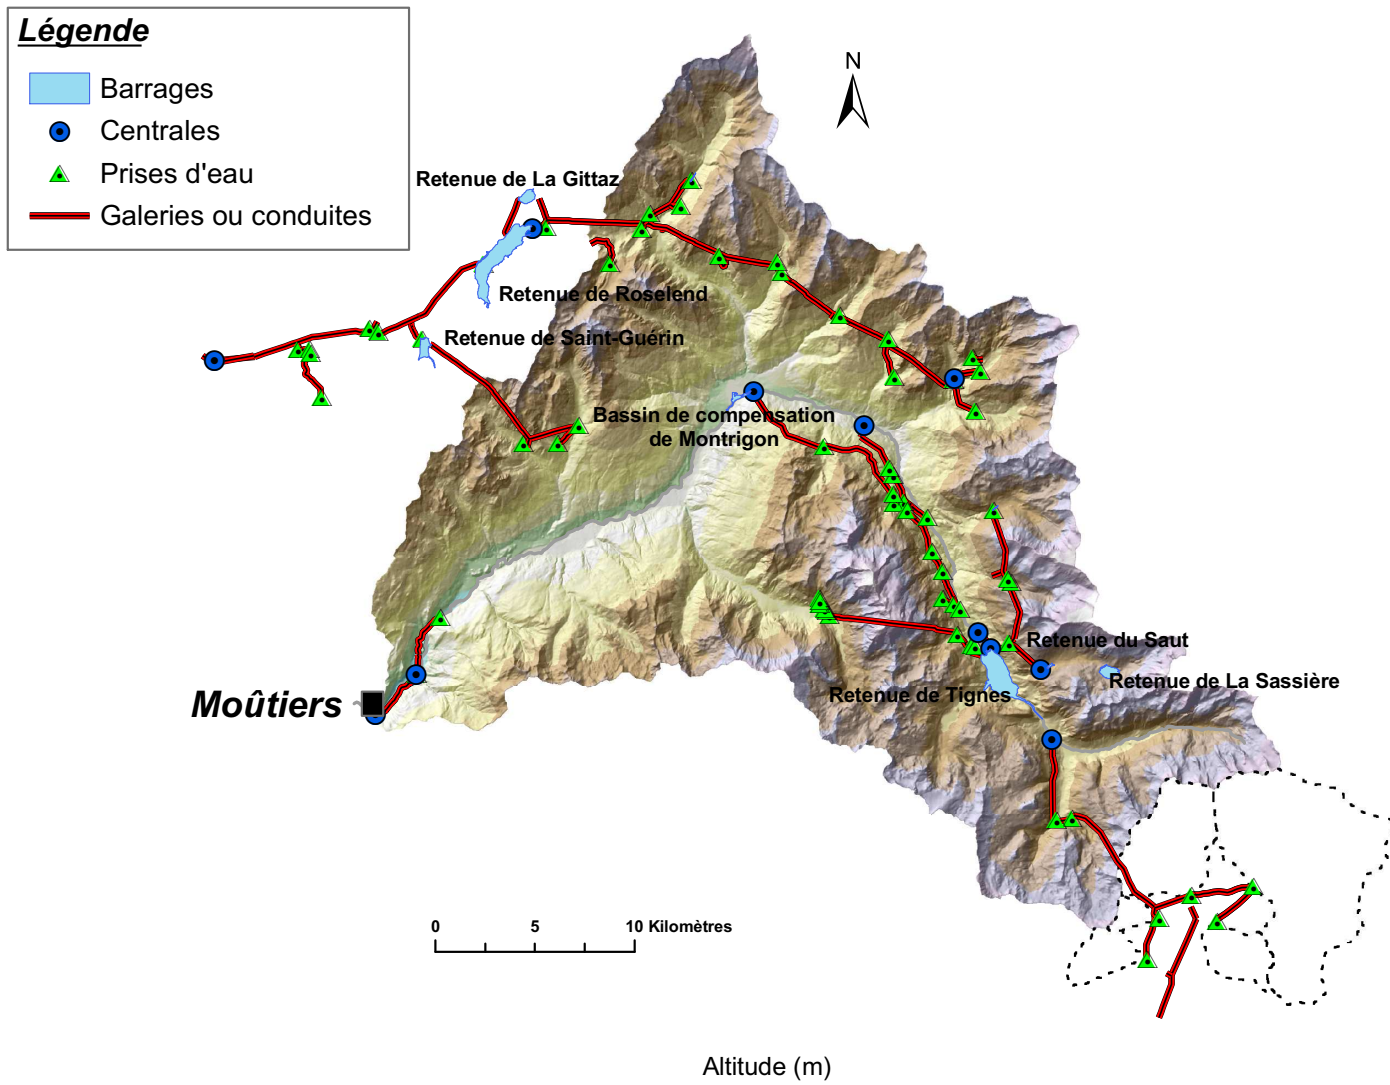 Légende
Barrages
Centrales
Prises d'eau
Galeries ou conduites
N
Retenue de La Gittaz
Retenue de Roselend
Retenue de Saint-Guérin
Bassin de compensation
de Montrigon
Retenue du Saut
Retenue de La Sassière
Retenue de Tignes
Moûtiers
0 5 10 Kilomètres
Altitude (m)